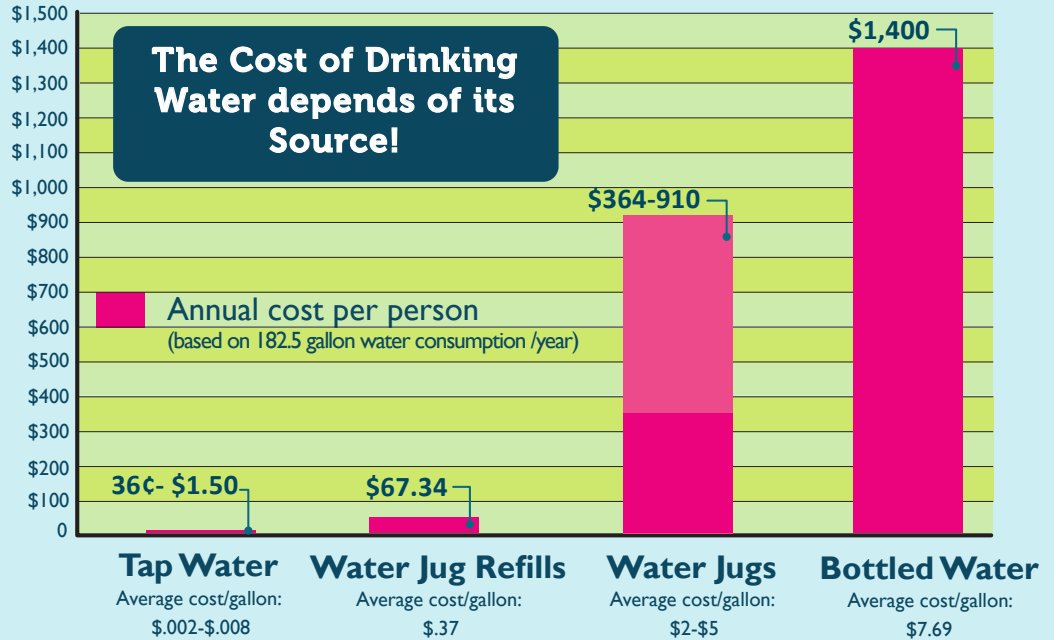 $1,500
$1,400
$1,300
$1,200
$1,100
$1,000
$900
$800
$700
$600
$500
$400
$300
$200
$100
0
The Cost of Drinking
Water depends of its
Source!
Annual cost per person
(based on 182.5 gallon water consumption /year)
36¢- $1.50
$67.34
$364-910
$1,400
Tap Water
Average cost/gallon:
$.002-$.008
Water Jug Refills
Average cost/gallon:
$.37
Water Jugs
Average cost/gallon:
$2-$5
Bottled Water
Average cost/gallon:
$7.69